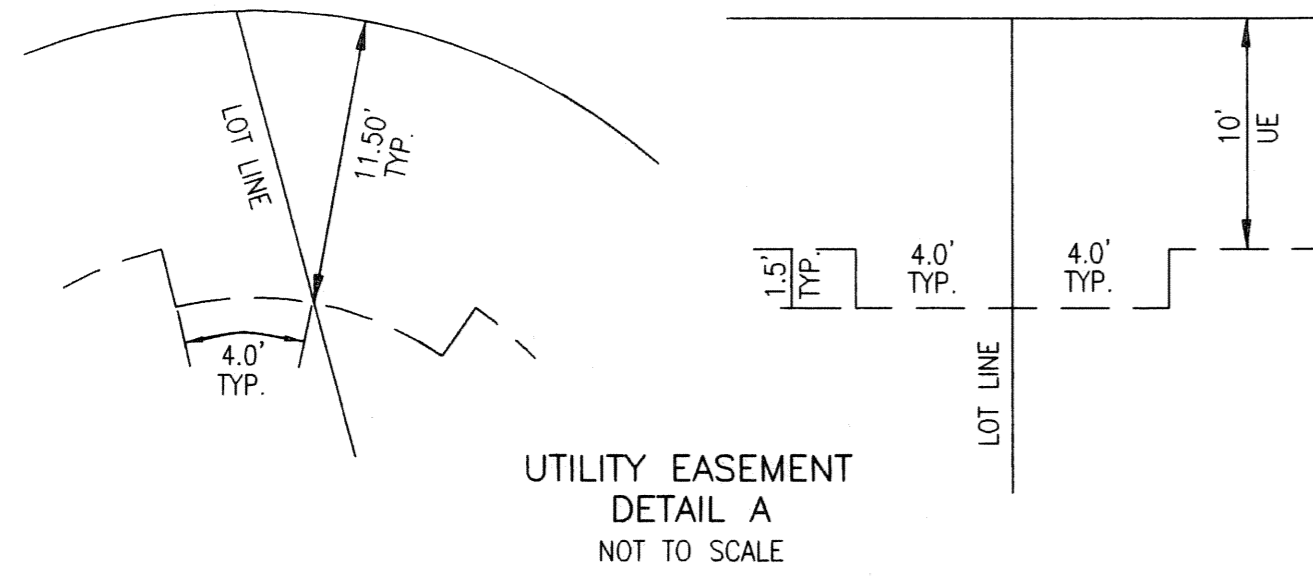 LOT LINE
11.50'
TYP.
4.0'
TYP.
10'
UE
1.5'
TYP.
4.0'
TYP.
4.0'
TYP.
LOT LINE
UTILITY EASEMENT
DETAIL A
NOT TO SCALE